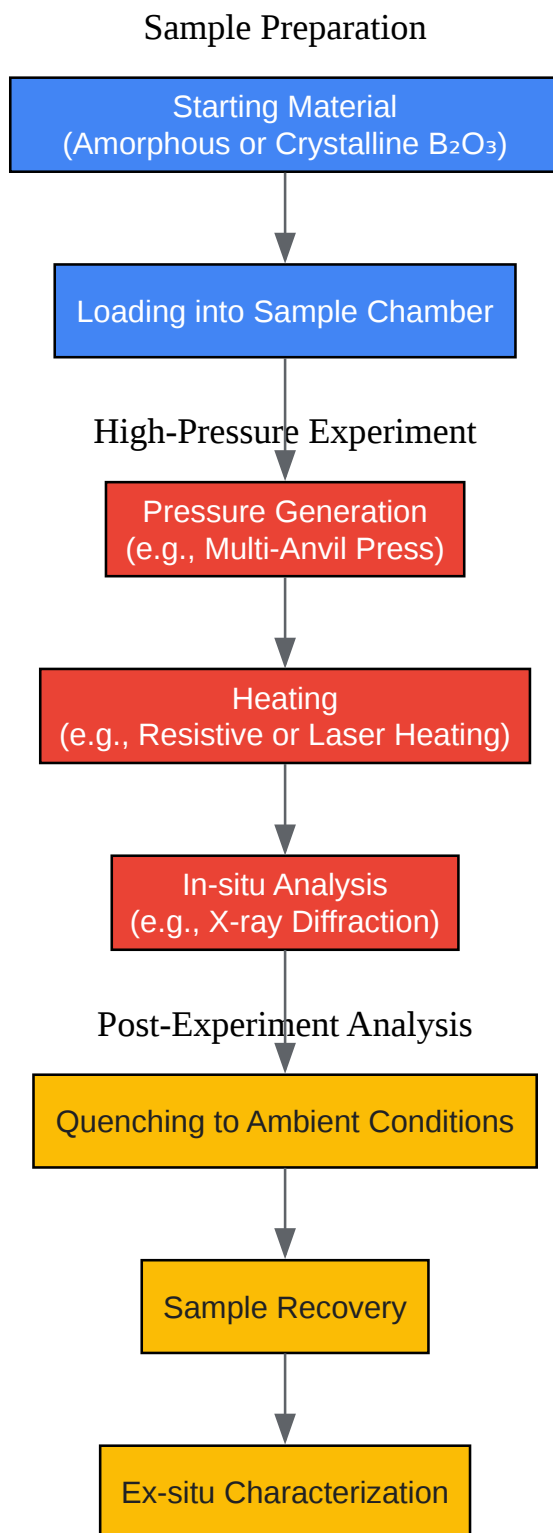 Sample Preparation
Starting Material
(Amorphous or Crystalline B₂O₃)
Loading into Sample Chamber
High-Pressure Experiment
Pressure Generation
(e.g., Multi-Anvil Press)
Heating
(e.g., Resistive or Laser Heating)
In-situ Analysis
(e.g., X-ray Diffraction)
Post-Experiment Analysis
Quenching to Ambient Conditions
Sample Recovery
Ex-situ Characterization